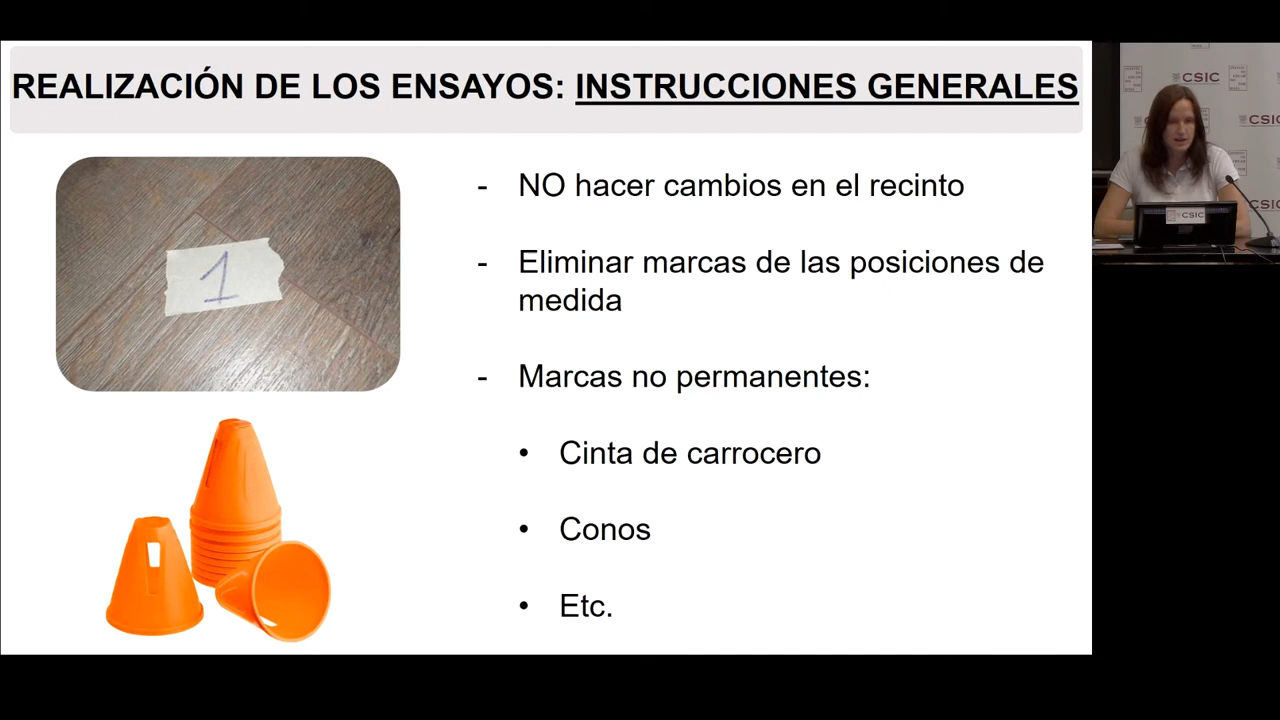 REALIZACIÓN DE LOS ENSAYOS: INSTRUCCIONES GENERALES
1
- NO hacer cambios en el recinto
- Eliminar marcas de las posiciones de
medida
- Marcas no permanentes:
• Cinta de carrocero
• Conos
• Etc.
CSIC
CSIC
CSIC
CSIC